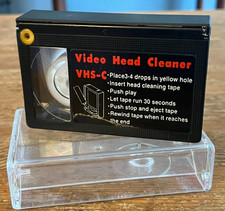 Video Head Cleaner
VHS-C
•Place3-4 drops in yellow hole
•Insert head cleaning tape
•Push play
•Let tape run 30 seconds
•Push stop and eject tape
•Rewind tape when it reaches
the end